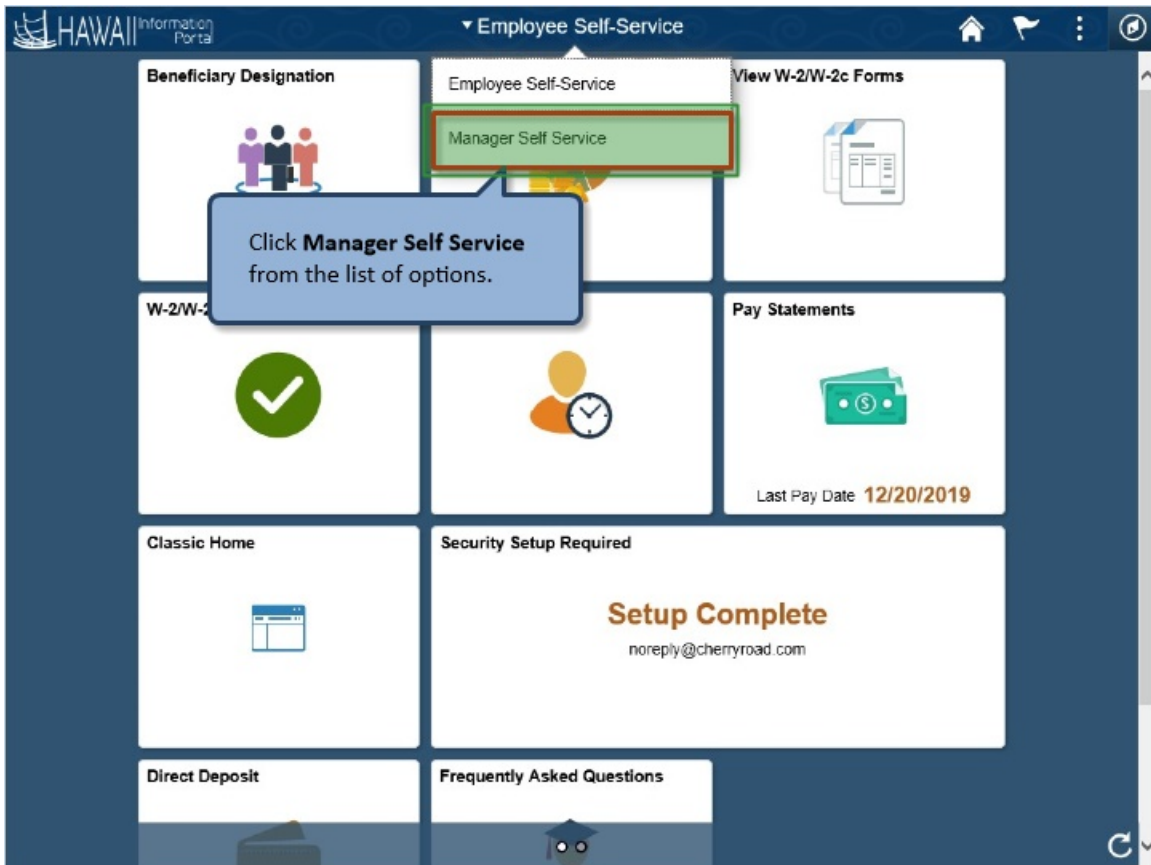 HAWAII Information
Portal
Employee Self-Service
Beneficiary Designation
Employee Self-Service
View W-2/W-2c Forms
Manager Self Service
Click Manager Self Service
from the list of options.
W-2/W-2
Pay Statements
Last Pay Date 12/20/2019
Classic Home
Security Setup Required
Setup Complete
noreply@cherryroad.com
Direct Deposit
Frequently Asked Questions